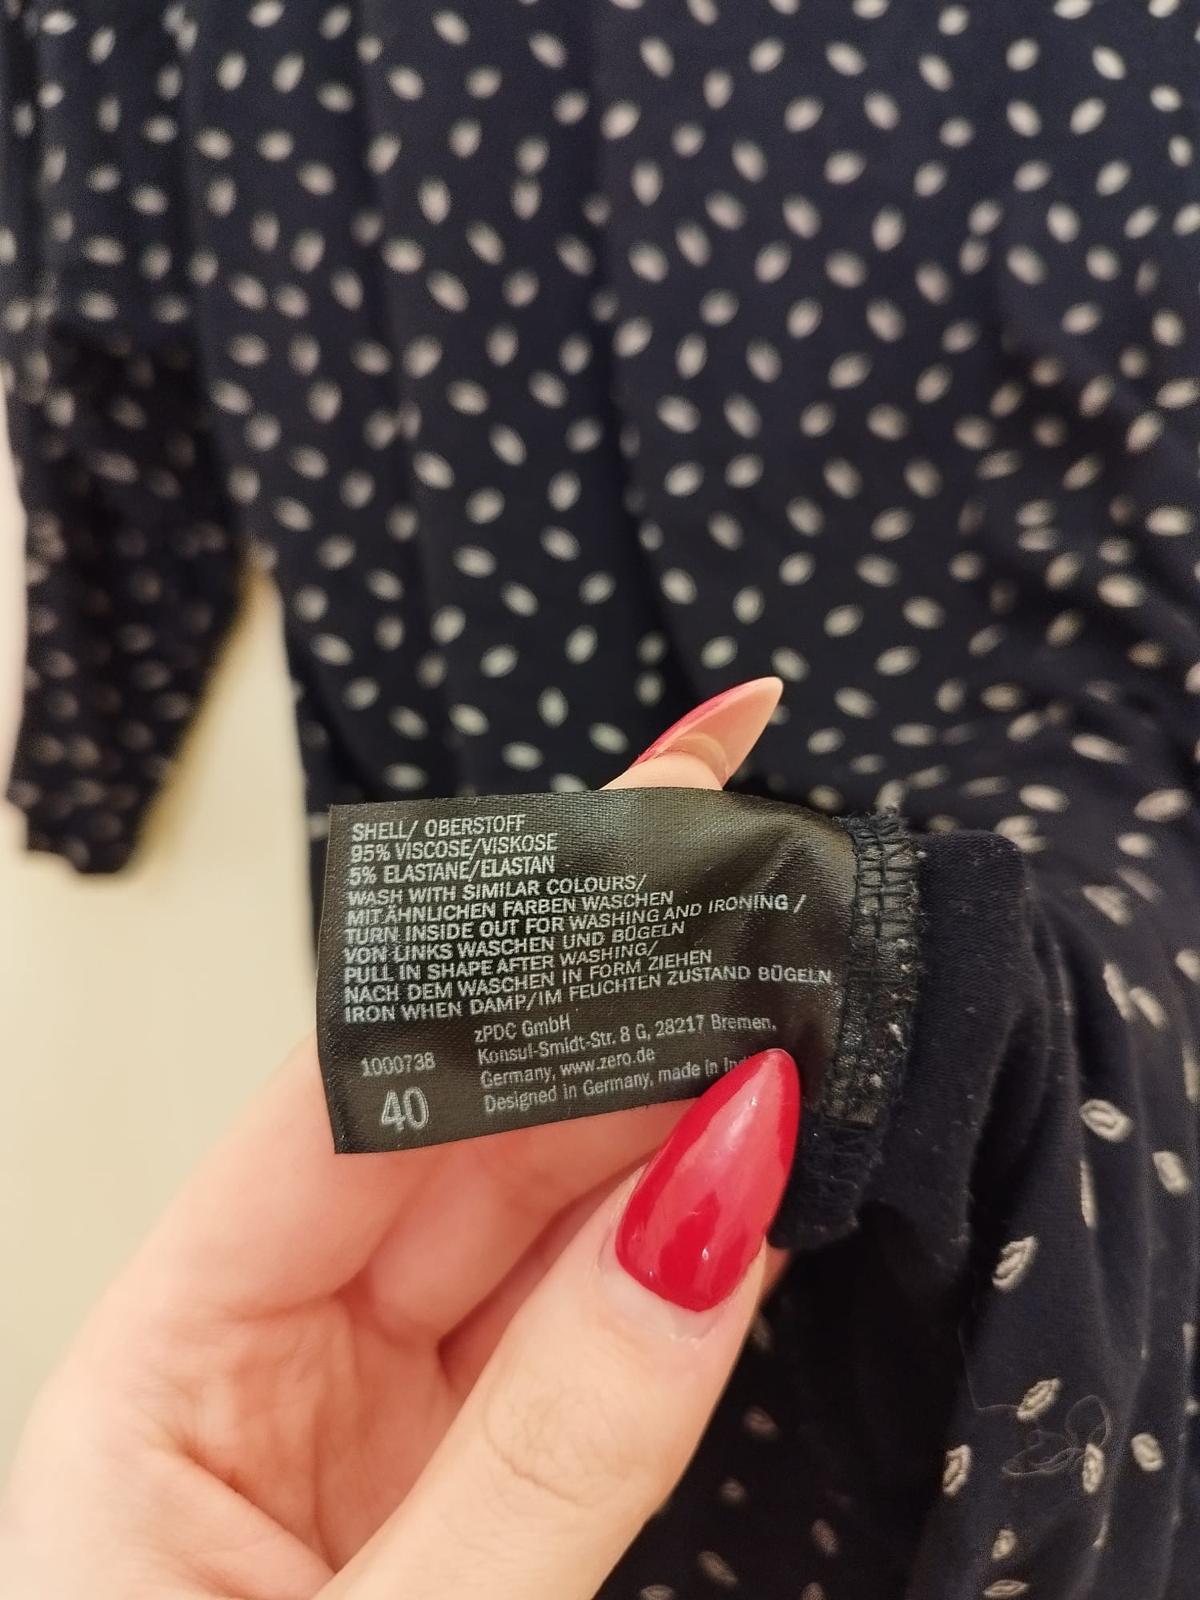 SHELL/ OBERSTOFF
95% VISCOSE/VISKOSE
5% ELASTANE/ELASTAN
WASH WITH SIMILAR COLOURS/
MIT ÄHNLICHEN FARBEN WASCHEN
TURN INSIDE OUT FOR WASHING AND IRONING /
VON LINKS WASCHEN UND BÜGELN
PULL IN SHAPE AFTER WASHING/
NACH DEM WASCHEN IN FORM ZIEHEN
IRON WHEN DAMP/IM FEUCHTEN ZUSTAND BÜGELN
zPDC GmbH
Konsul-Smidt-Str. 8 G, 28217 Bremen,
Germany, www.zero.de
Designed in Germany, made in
1000738
40